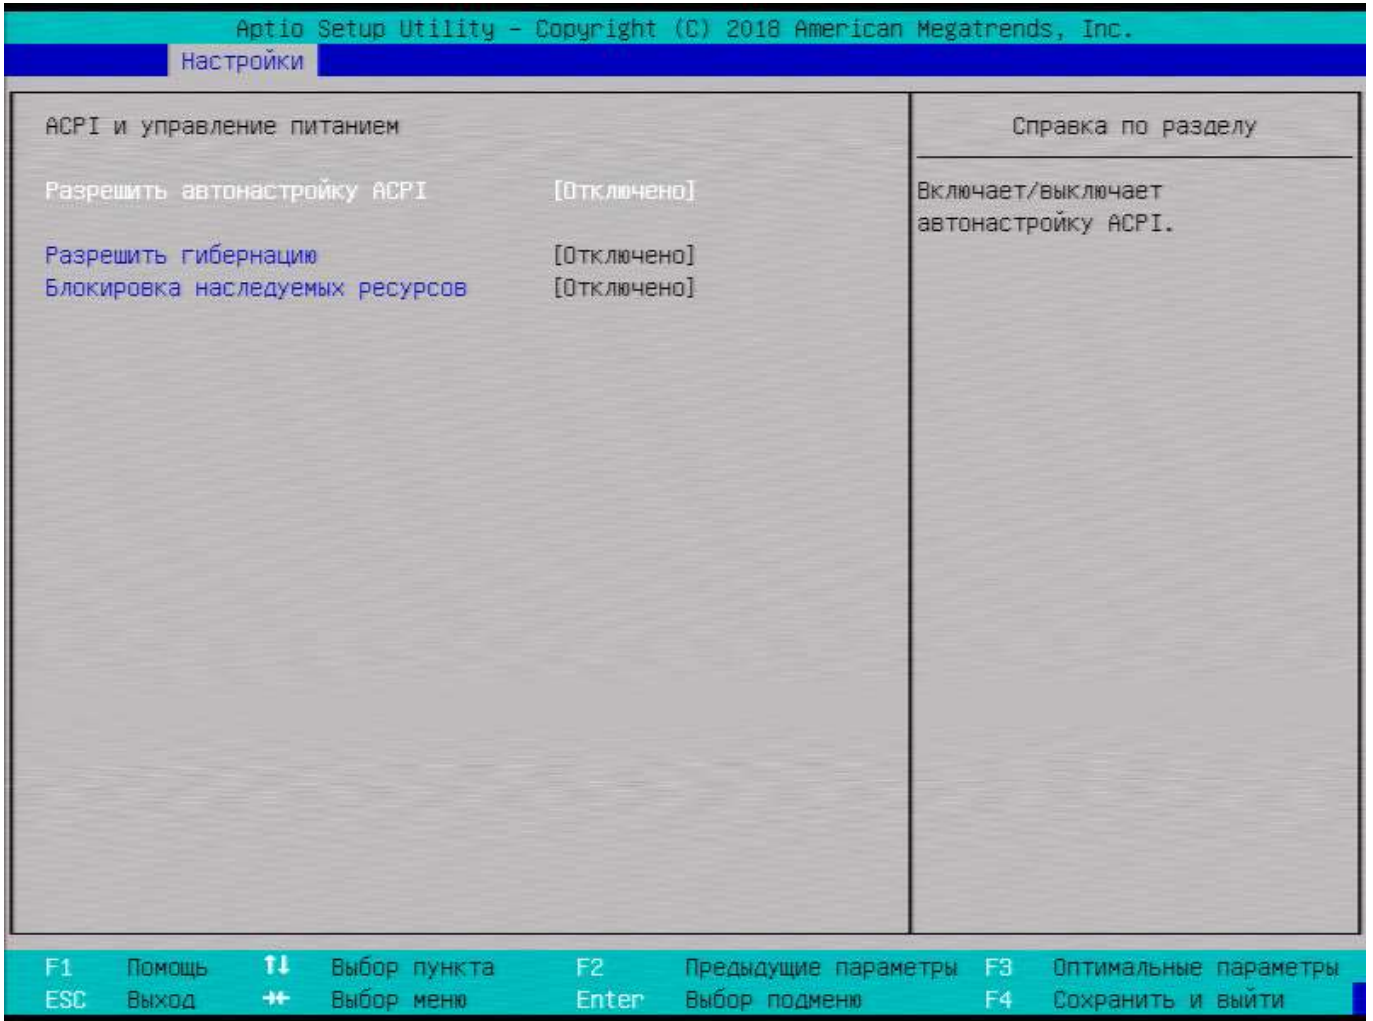 Aptio Setup Utility - Copyright (C) 2018 American Megatrends, Inc.
Настройки
ACPI и управление питанием
Справка по разделу
Разрешить автонастройку ACPI [Отключено]
Включает/выключает
автонастройку ACPI.
Разрешить гибернацию [Отключено]
Блокировка наследуемых ресурсов [Отключено]
F1 Помощь ↑↓ Выбор пункта F2 Предыдущие параметры F3 Оптимальные параметры
ESC Выход →← Выбор меню Enter Выбор подменю F4 Сохранить и выйти